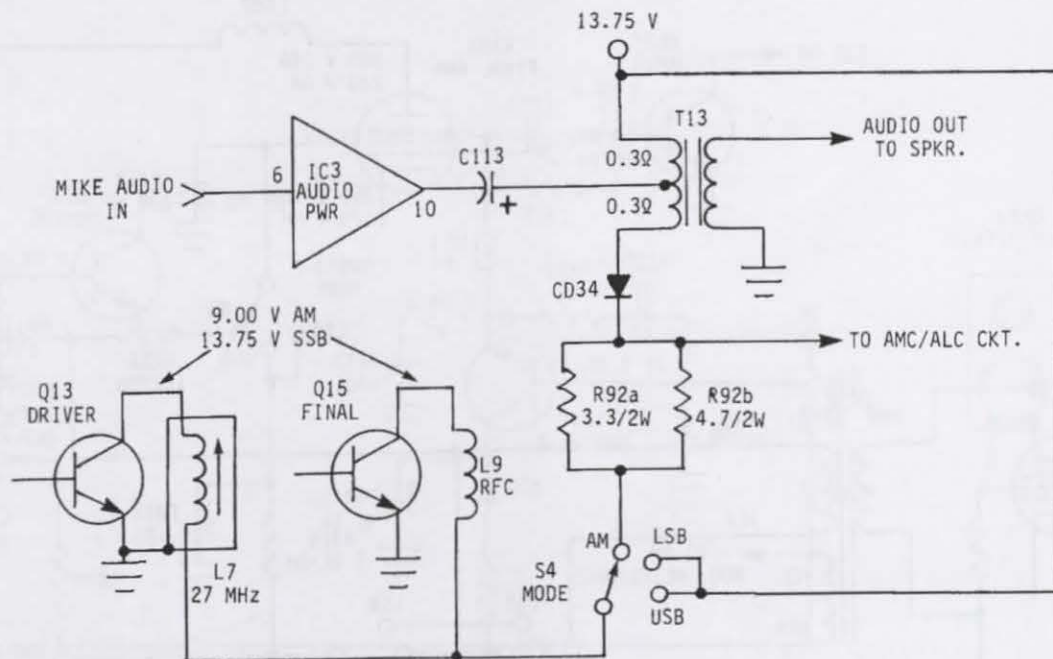 13.75 V
T13
0.3Ω
0.3Ω
AUDIO OUT
TO SPKR.
MIKE AUDIO
IN
6
IC3
AUDIO
PWR
10
C113
+
CD34
TO AMC/ALC CKT.
9.00 V AM
13.75 V SSB
Q13
DRIVER
Q15
FINAL
R92a
3.3/2W
R92b
4.7/2W
L9
RFC
L7
27 MHz
AM
LSB
S4
MODE
USB